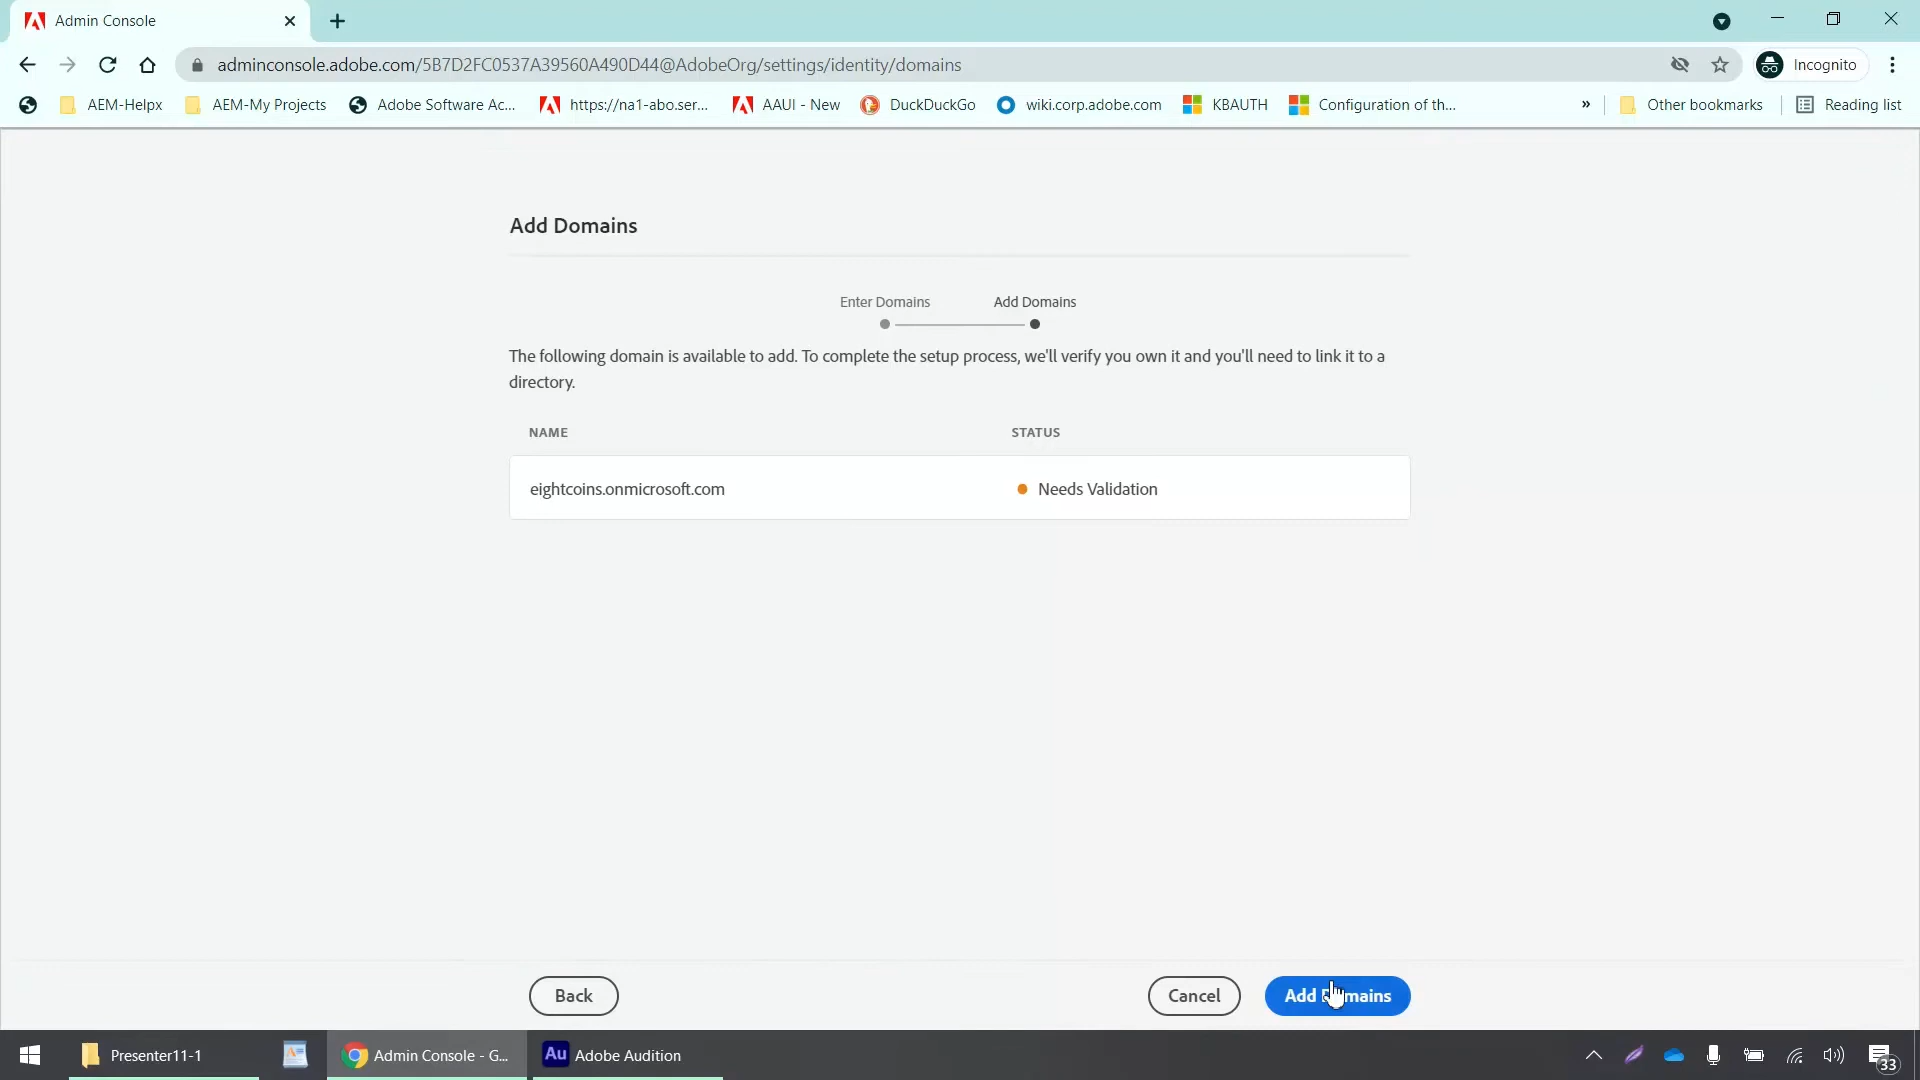 Admin Console
adminconsole.adobe.com/5B7D2FC0537A39560A490D44@AdobeOrg/settings/identity/domains
Incognito
AEM-Helpx
AEM-My Projects
Adobe Software Ac...
https://na1-abo.ser...
AAUI - New
DuckDuckGo
wiki.corp.adobe.com
KBAUTH
Configuration of th...
»
Other bookmarks
Reading list
Add Domains
Enter Domains
Add Domains
The following domain is available to add. To complete the setup process, we'll verify you own it and you'll need to link it to a
directory.
NAME
STATUS
eightcoins.onmicrosoft.com
Needs Validation
Back
Cancel
Add Domains
Presenter11-1
Admin Console - G...
Au
Adobe Audition
33